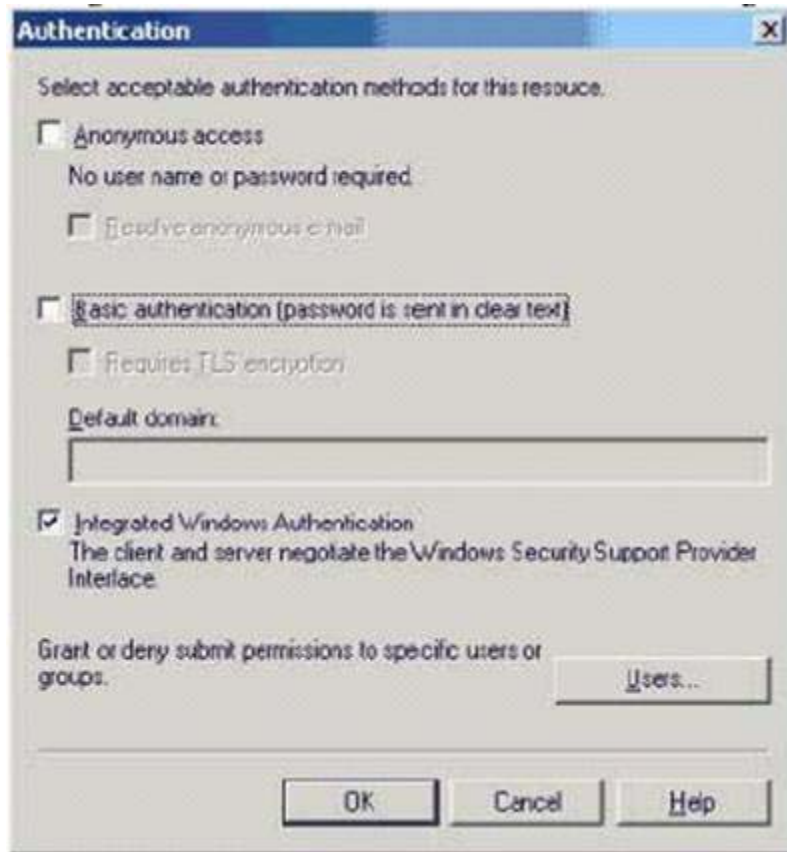 Authentication
Select acceptable authentication methods for this resouce.
Anonymous access
No user name or password required.
Resolve anonymous e-mail
Basic authentication (password is sent in clear text)
Requires TLS encryption
Default domain:
Integrated Windows Authentication
The client and server negotiate the Windows Security Support Provider
Interface.
Grant or deny submit permissions to specific users or
groups.
Users...
OK
Cancel
Help